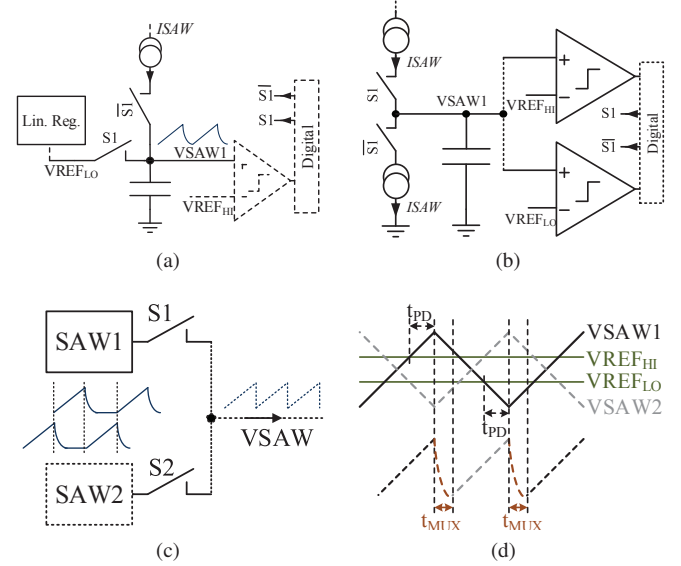 ISAW
S1
Lin. Reg.
S1
VREFLO
VSAW1
VREFHI
S1
S1
Digital
(a)
ISAW
S1
VSAW1
S1
ISAW
+
−
VREFHI
S1
S1
+
−
VREFLO
Digital
(b)
SAW1
S1
VSAW
SAW2
S2
(c)
tPD
VSAW1
VREFHI
VREFLO
VSAW2
tPD
tMUX
tMUX
(d)